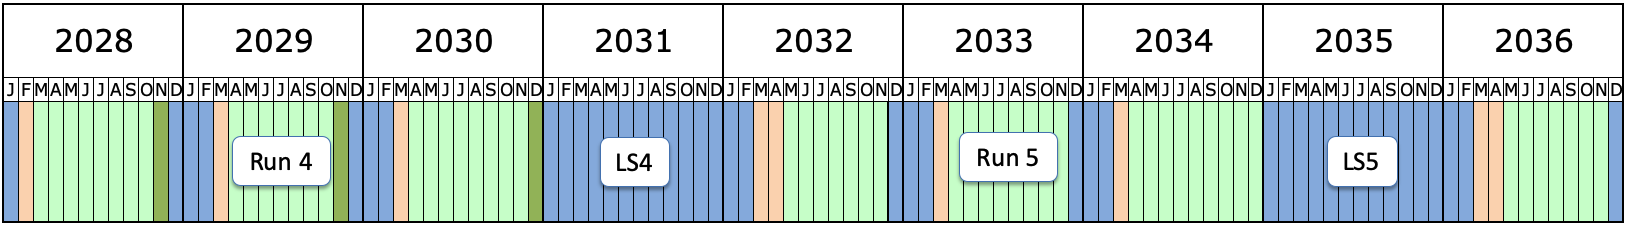 2028 2029 2030 2031 2032 2033 2034 2035 2036
J F M A M J J A S O N D J F M A M J J A S O N D J F M A M J J A S O N D J F M A M J J A S O N D J F M A M J J A S O N D J F M A M J J A S O N D J F M A M J J A S O N D J F M A M J J A S O N D J F M A M J J A S O N D
Run 4 LS4 Run 5 LS5